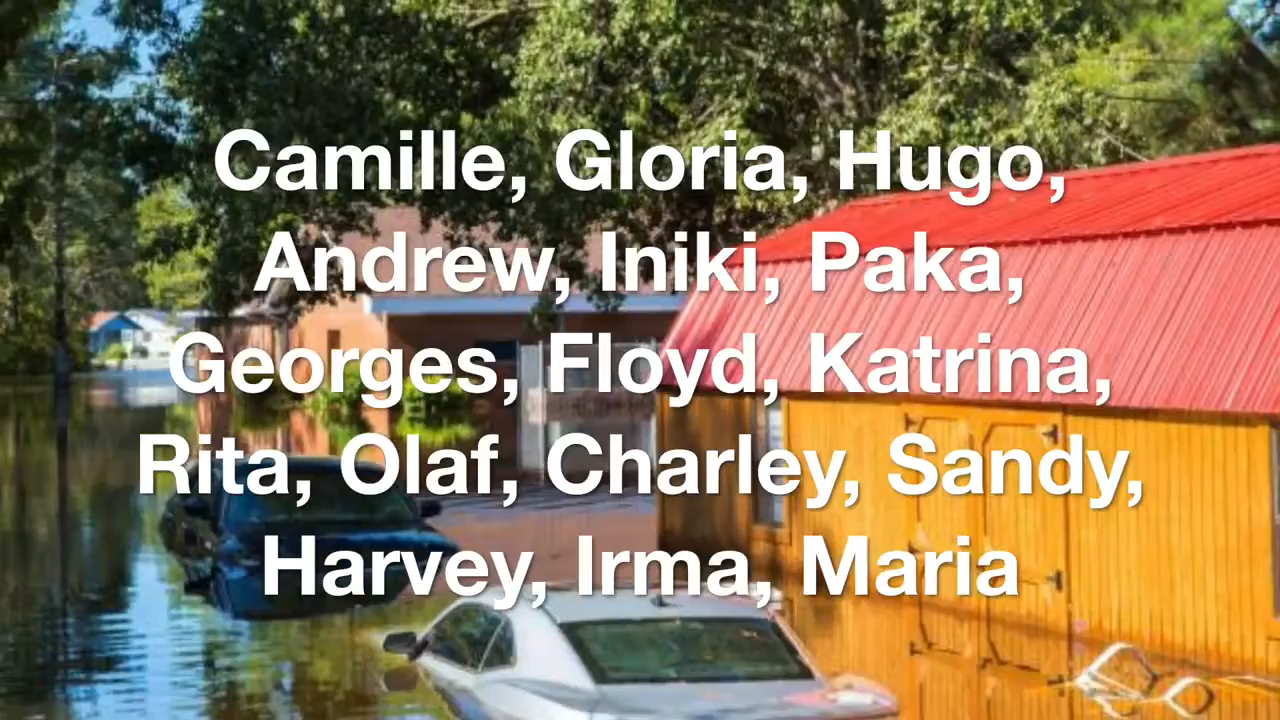 Camille, Gloria, Hugo,
Andrew, Iniki, Paka,
Georges, Floyd, Katrina,
Rita, Olaf, Charley, Sandy,
Harvey, Irma, Maria